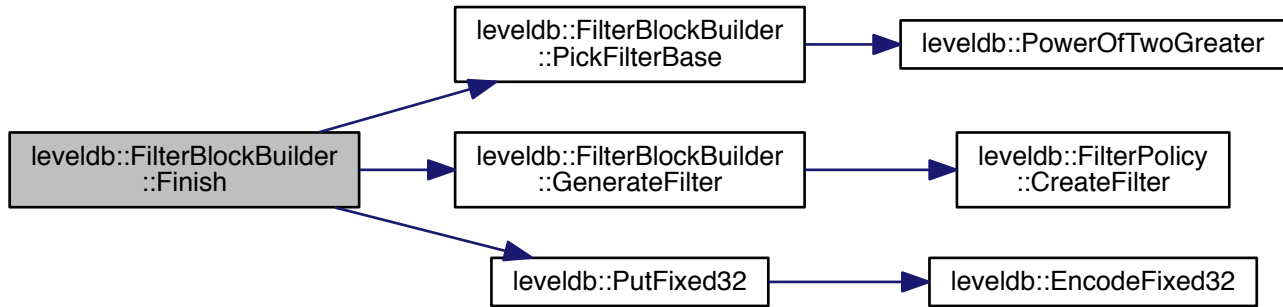 leveldb::FilterBlockBuilder
::PickFilterBase
leveldb::PowerOfTwoGreater
leveldb::FilterBlockBuilder
::Finish
leveldb::FilterBlockBuilder
::GenerateFilter
leveldb::FilterPolicy
::CreateFilter
leveldb::PutFixed32
leveldb::EncodeFixed32